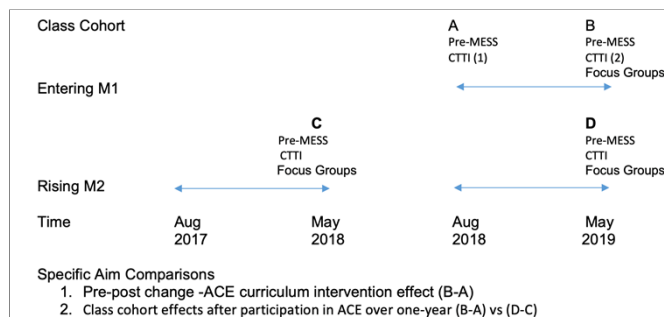 Class Cohort A B
Pre-MESS Pre-MESS
CTTI (1) CTTI (2)
Focus Groups
Entering M1
C D
Pre-MESS Pre-MESS
CTTI CTTI
Focus Groups Focus Groups
Rising M2
Time Aug May Aug May
2017 2018 2018 2019
Specific Aim Comparisons
1. Pre-post change -ACE curriculum intervention effect (B-A)
2. Class cohort effects after participation in ACE over one-year (B-A) vs (D-C)